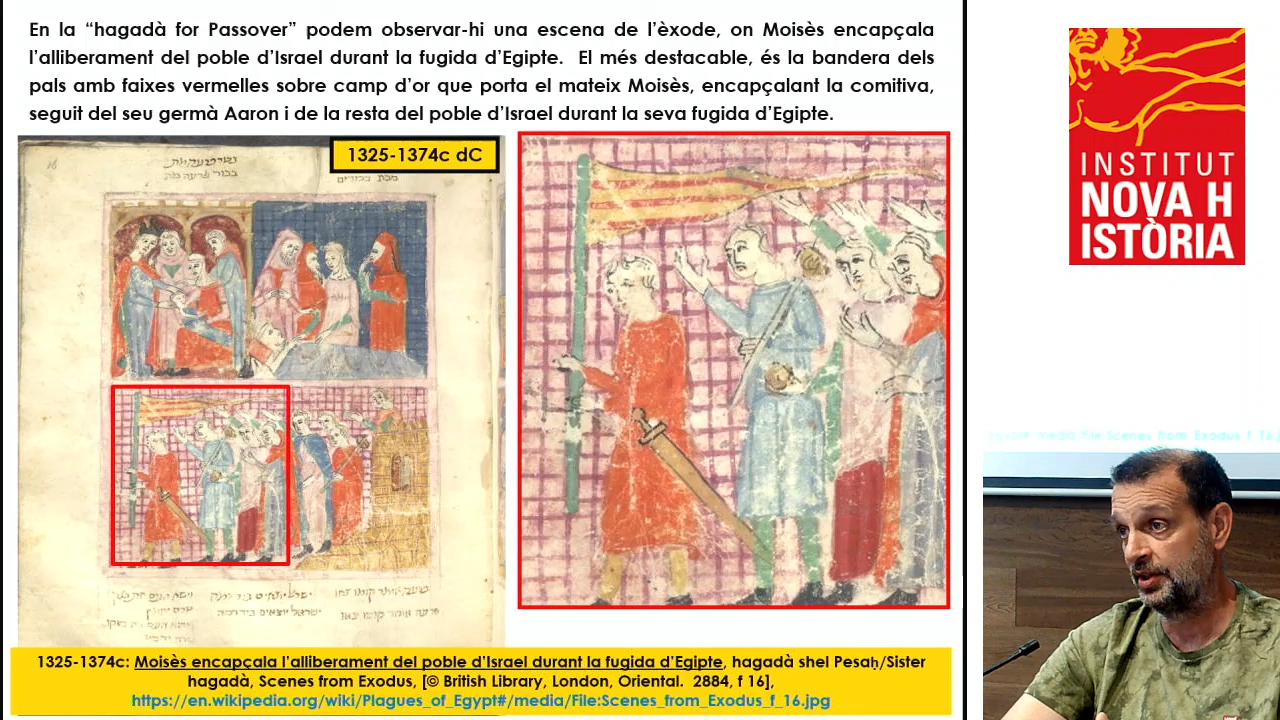 En la “hagadà for Passover” podem observar-hi una escena de l’èxode, on Moisès encapçala
l’alliberament del poble d’Israel durant la fugida d’Egipte. El més destacable, és la bandera dels
pals amb faixes vermelles sobre camp d’or que porta el mateix Moisès, encapçalant la comitiva,
seguit del seu germà Aaron i de la resta del poble d’Israel durant la seva fugida d’Egipte.
1325-1374c dC
1325-1374c: Moisès encapçala l’alliberament del poble d’Israel durant la fugida d’Egipte, hagadà shel Pesaḥ/Sister
hagadà, Scenes from Exodus, [© British Library, London, Oriental. 2884, f 16],
https://en.wikipedia.org/wiki/Plagues_of_Egypt#/media/File:Scenes_from_Exodus_f_16.jpg
INSTITUT
NOVA H
ISTÒRIA